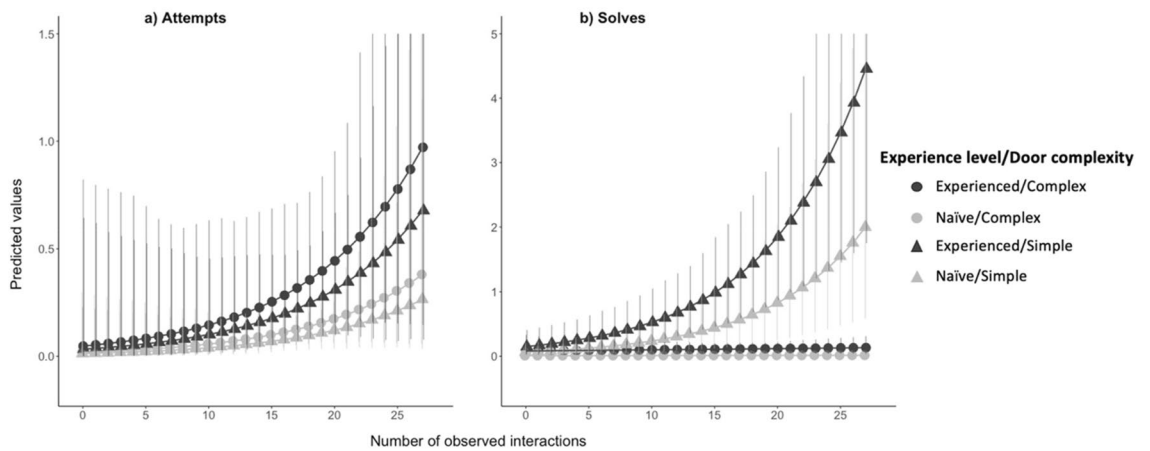 a) Attempts
b) Solves
1.5
1.0
0.5
0.0
5
4
3
2
1
0
Predicted values
0 5 10 15 20 25
0 5 10 15 20 25
Number of observed interactions
Experience level/Door complexity
Experienced/Complex
Naïve/Complex
Experienced/Simple
Naïve/Simple